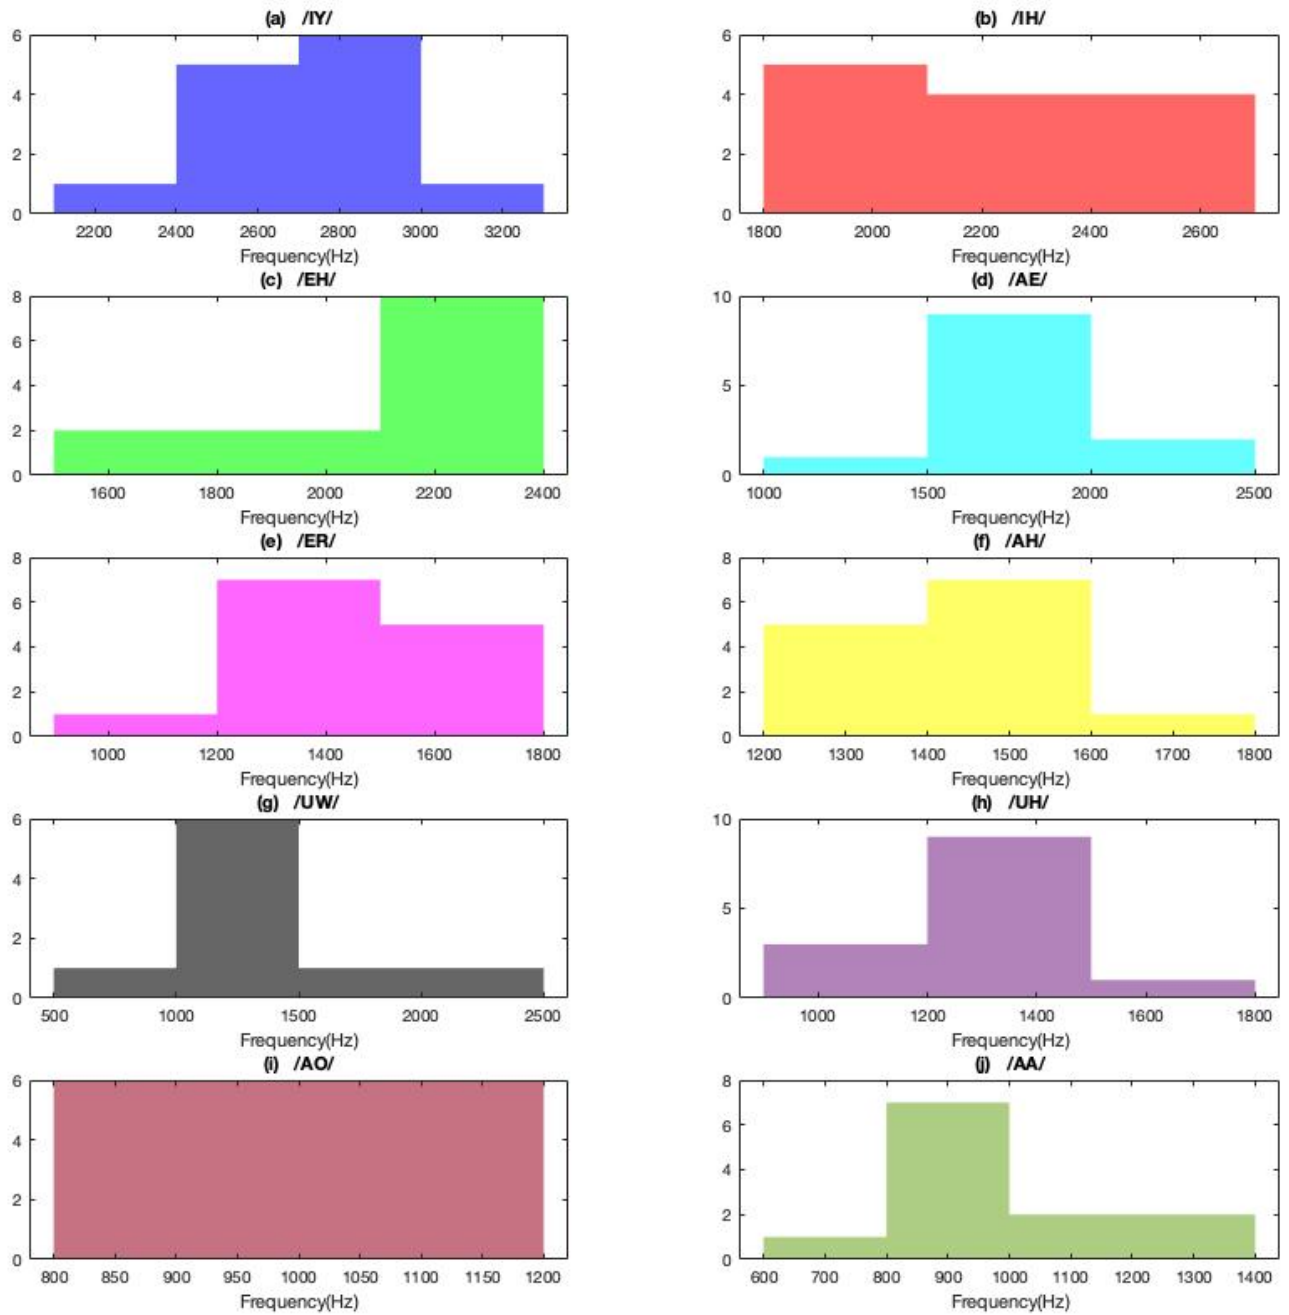 (a) /IY/
6
4
2
0
2200 2400 2600 2800 3000 3200
Frequency(Hz)
(b) /IH/
6
4
2
0
1800 2000 2200 2400 2600
Frequency(Hz)
(c) /EH/
8
6
4
2
0
1600 1800 2000 2200 2400
Frequency(Hz)
(d) /AE/
10
5
0
1000 1500 2000 2500
Frequency(Hz)
(e) /ER/
8
6
4
2
0
1000 1200 1400 1600 1800
Frequency(Hz)
(f) /AH/
8
6
4
2
0
1200 1300 1400 1500 1600 1700 1800
Frequency(Hz)
(g) /UW/
6
4
2
0
500 1000 1500 2000 2500
Frequency(Hz)
(h) /UH/
10
5
0
1000 1200 1400 1600 1800
Frequency(Hz)
(i) /AO/
6
4
2
0
800 850 900 950 1000 1050 1100 1150 1200
Frequency(Hz)
(j) /AA/
8
6
4
2
0
600 700 800 900 1000 1100 1200 1300 1400
Frequency(Hz)